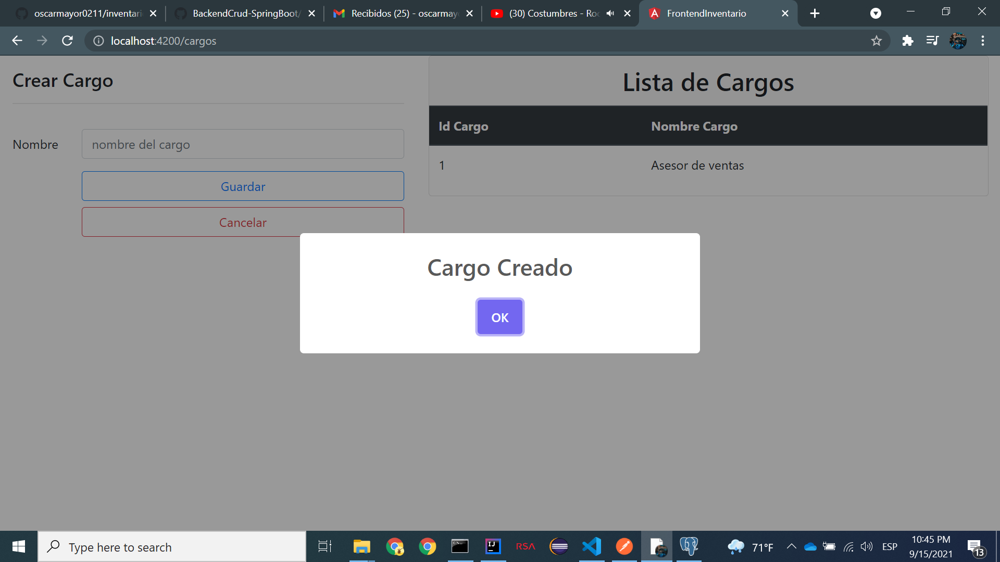 oscarmayor0211/inventari
BackendCrud-SpringBoot/
Recibidos (25) - oscarmay
(30) Costumbres - Roc
FrontendInventario
localhost:4200/cargos
Crear Cargo
Nombre
nombre del cargo
Guardar
Cancelar
Lista de Cargos
Id Cargo
Nombre Cargo
1
Asesor de ventas
Cargo Creado
OK
Type here to search
C:\_
IJ
RSA
71°F
ESP
10:45 PM
9/15/2021
13